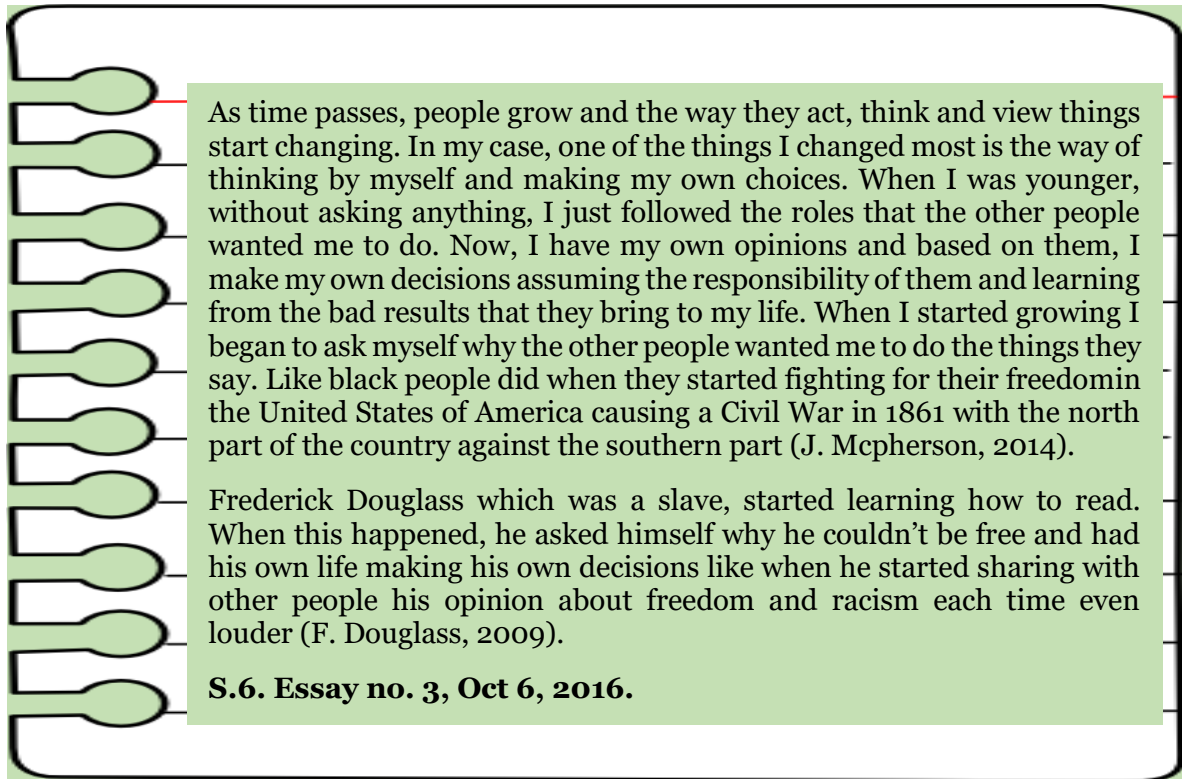 As time passes, people grow and the way they act, think and view things
start changing. In my case, one of the things I changed most is the way of
thinking by myself and making my own choices. When I was younger,
without asking anything, I just followed the roles that the other people
wanted me to do. Now, I have my own opinions and based on them, I
make my own decisions assuming the responsibility of them and learning
from the bad results that they bring to my life. When I started growing I
began to ask myself why the other people wanted me to do the things they
say. Like black people did when they started fighting for their freedomin
the United States of America causing a Civil War in 1861 with the north
part of the country against the southern part (J. Mcpherson, 2014).
Frederick Douglass which was a slave, started learning how to read.
When this happened, he asked himself why he couldn’t be free and had
his own life making his own decisions like when he started sharing with
other people his opinion about freedom and racism each time even
louder (F. Douglass, 2009).
S.6. Essay no. 3, Oct 6, 2016.